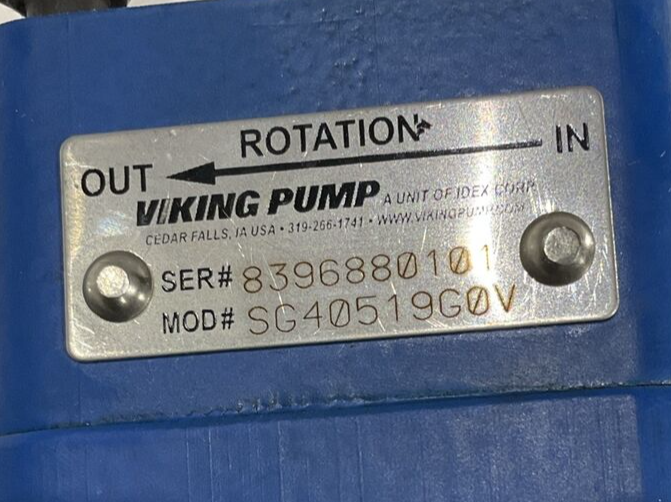 ROTATION
OUT IN
VIKING PUMP A UNIT OF IDEX CORP.
CEDAR FALLS, IA USA • 319-266-1741 • WWW.VIKINGPUMP.COM
SER# 8396880101
MOD# SG40519G0V